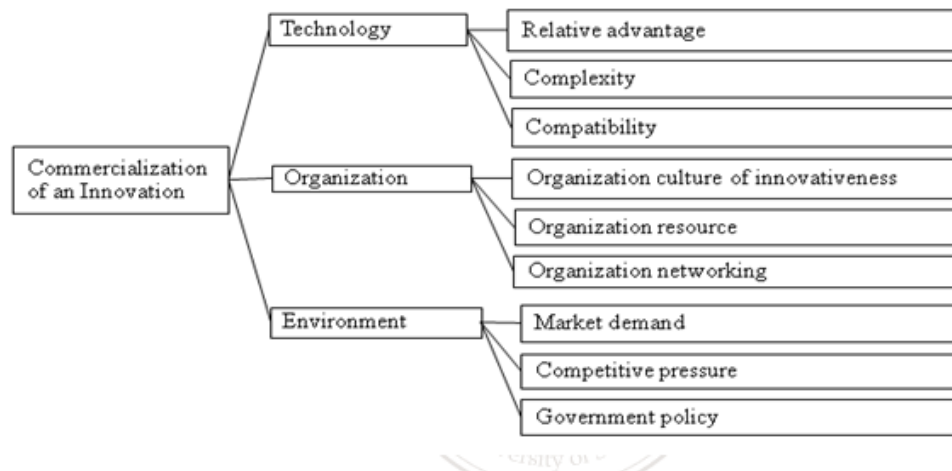 Technology
Relative advantage
Complexity
Compatibility
Commercialization
of an Innovation
Organization
Organization culture of innovativeness
Organization resource
Organization networking
Environment
Market demand
Competitive pressure
Government policy